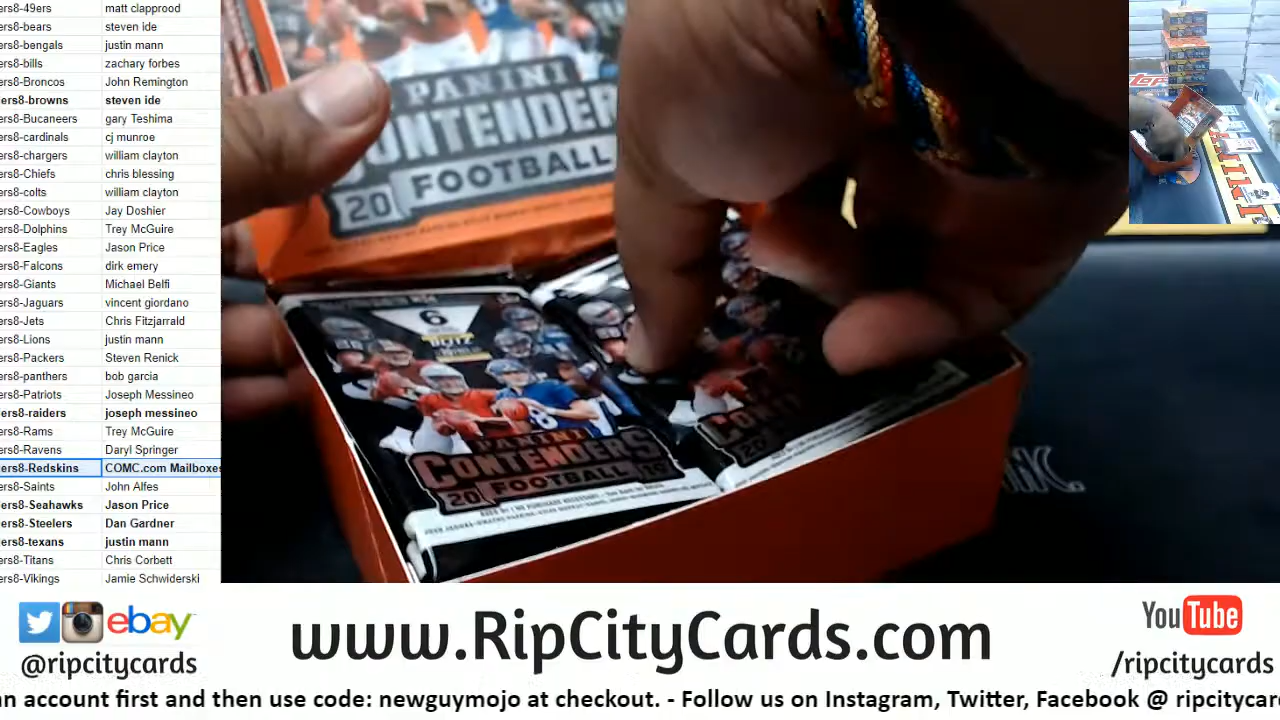 ers8-49ers matt clapprood
ers8-bears steven ide
ers8-bengals justin mann
ers8-bills zachary forbes
ers8-Broncos John Remington
ers8-browns steven ide
ers8-Bucaneers gary Teshima
ers8-cardinals cj munroe
ers8-chargers william clayton
ers8-Chiefs chris blessing
ers8-colts william clayton
ers8-Cowboys Jay Doshier
ers8-Dolphins Trey McGuire
ers8-Eagles Jason Price
ers8-Falcons dirk emery
ers8-Giants Michael Belfi
ers8-Jaguars vincent giordano
ers8-Jets Chris Fitzjarrald
ers8-Lions justin mann
ers8-Packers Steven Renick
ers8-panthers bob garcia
ers8-Patriots Joseph Messineo
ers8-raiders joseph messineo
ers8-Rams Trey McGuire
ers8-Ravens Daryl Springer
ers8-Redskins COMC.com Mailboxes
ers8-Saints John Alfes
ers8-Seahawks Jason Price
ers8-Steelers Dan Gardner
ers8-texans justin mann
ers8-Titans Chris Corbett
ers8-Vikings Jamie Schwiderski
PANINI
CONTENDER
20 FOOTBALL
6
BLITZ
PANINI
CONTENDERS
20 FOOTBALL
CONT
20
ebay
@ripcitycards
www.RipCityCards.com
YouTube
/ripcitycards
an account first and then use code: newguymojo at checkout. - Follow us on Instagram, Twitter, Facebook @ ripcitycar